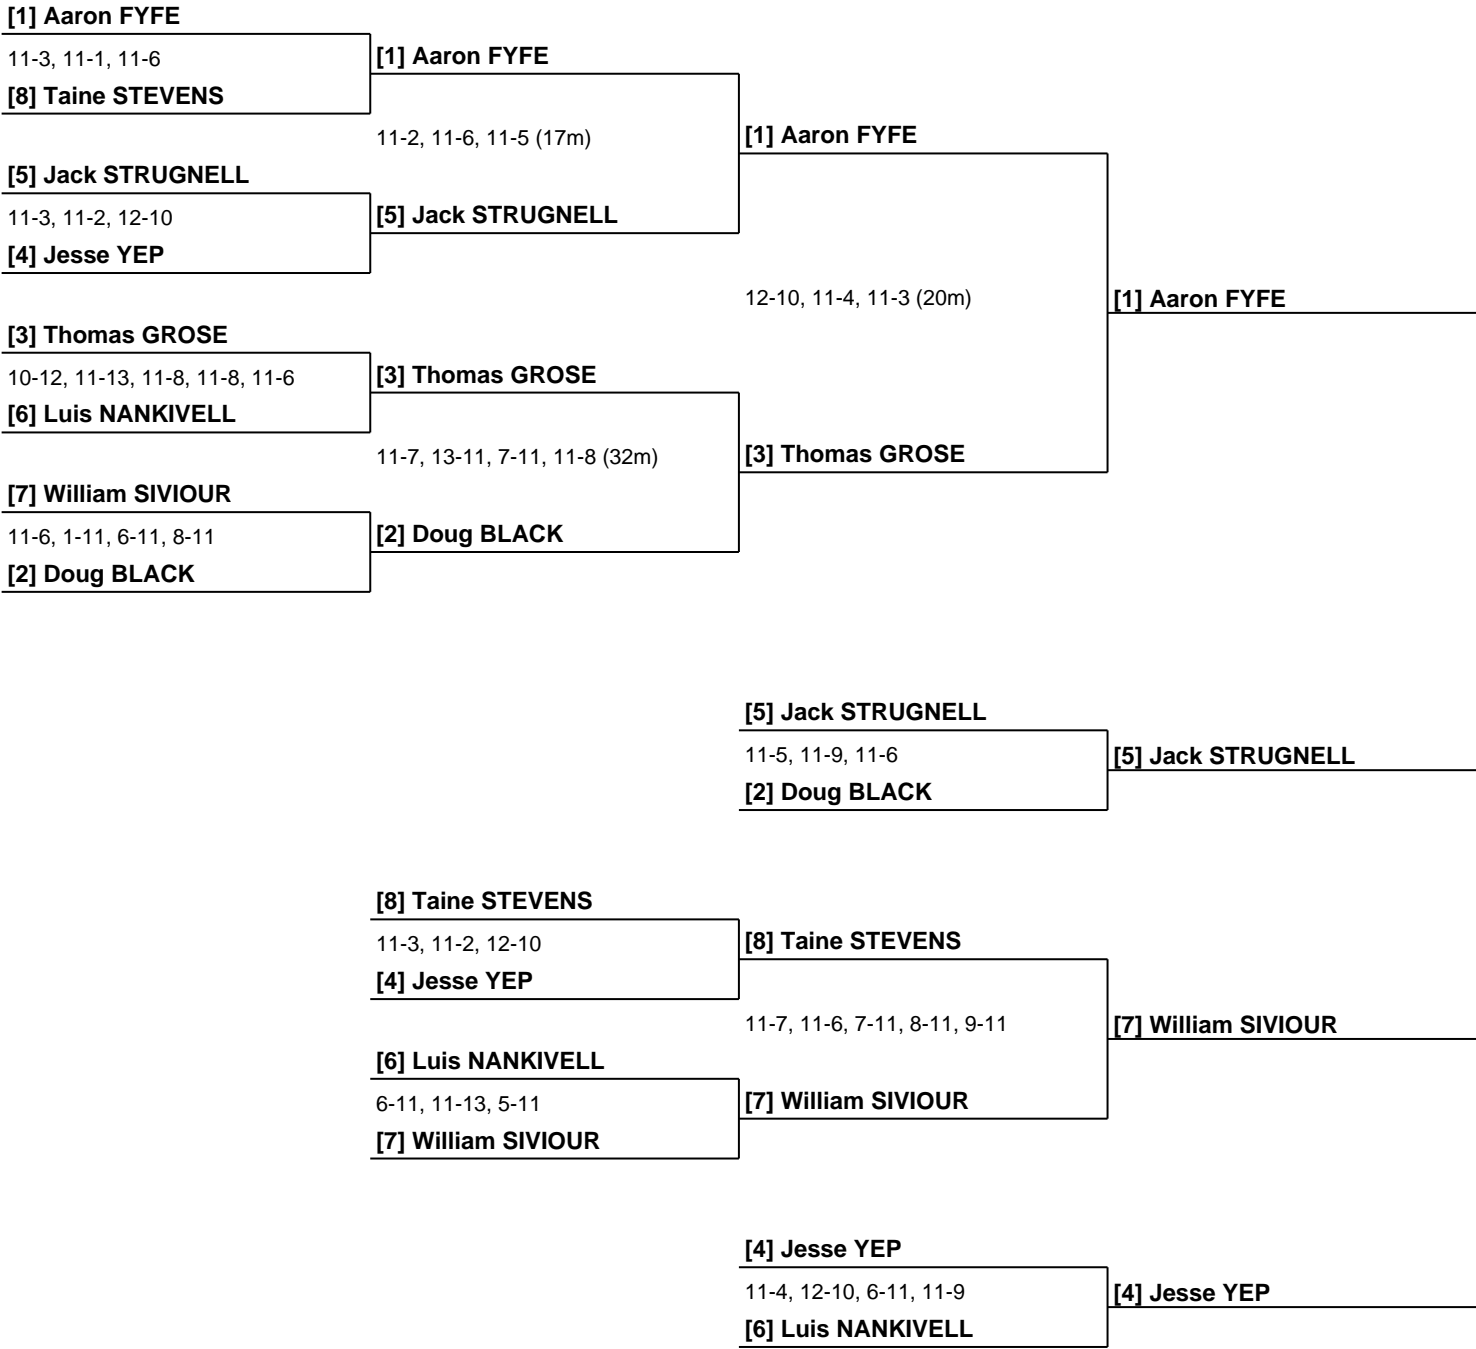 [1] Aaron FYFE
11-3, 11-1, 11-6
[8] Taine STEVENS
[1] Aaron FYFE
11-2, 11-6, 11-5 (17m)
[1] Aaron FYFE
[5] Jack STRUGNELL
11-3, 11-2, 12-10
[4] Jesse YEP
[5] Jack STRUGNELL
12-10, 11-4, 11-3 (20m)
[1] Aaron FYFE
[3] Thomas GROSE
10-12, 11-13, 11-8, 11-8, 11-6
[6] Luis NANKIVELL
[3] Thomas GROSE
11-7, 13-11, 7-11, 11-8 (32m)
[3] Thomas GROSE
[7] William SIVIOUR
11-6, 1-11, 6-11, 8-11
[2] Doug BLACK
[2] Doug BLACK
[5] Jack STRUGNELL
11-5, 11-9, 11-6
[2] Doug BLACK
[5] Jack STRUGNELL
[8] Taine STEVENS
11-3, 11-2, 12-10
[4] Jesse YEP
[8] Taine STEVENS
11-7, 11-6, 7-11, 8-11, 9-11
[7] William SIVIOUR
[6] Luis NANKIVELL
6-11, 11-13, 5-11
[7] William SIVIOUR
[7] William SIVIOUR
[4] Jesse YEP
11-4, 12-10, 6-11, 11-9
[6] Luis NANKIVELL
[4] Jesse YEP